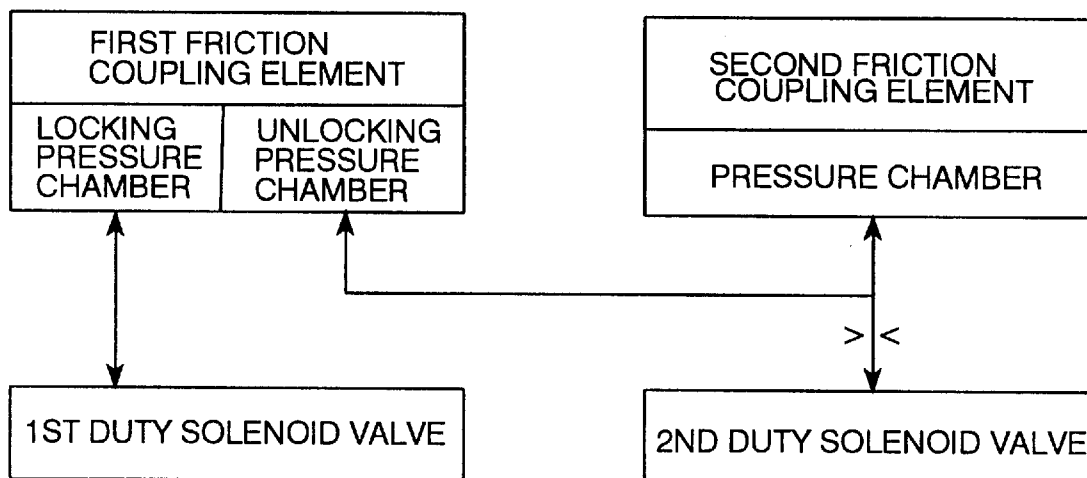 FIRST FRICTION
COUPLING ELEMENT
LOCKING
PRESSURE
CHAMBER
UNLOCKING
PRESSURE
CHAMBER
SECOND FRICTION
COUPLING ELEMENT
PRESSURE CHAMBER
1ST DUTY SOLENOID VALVE
2ND DUTY SOLENOID VALVE